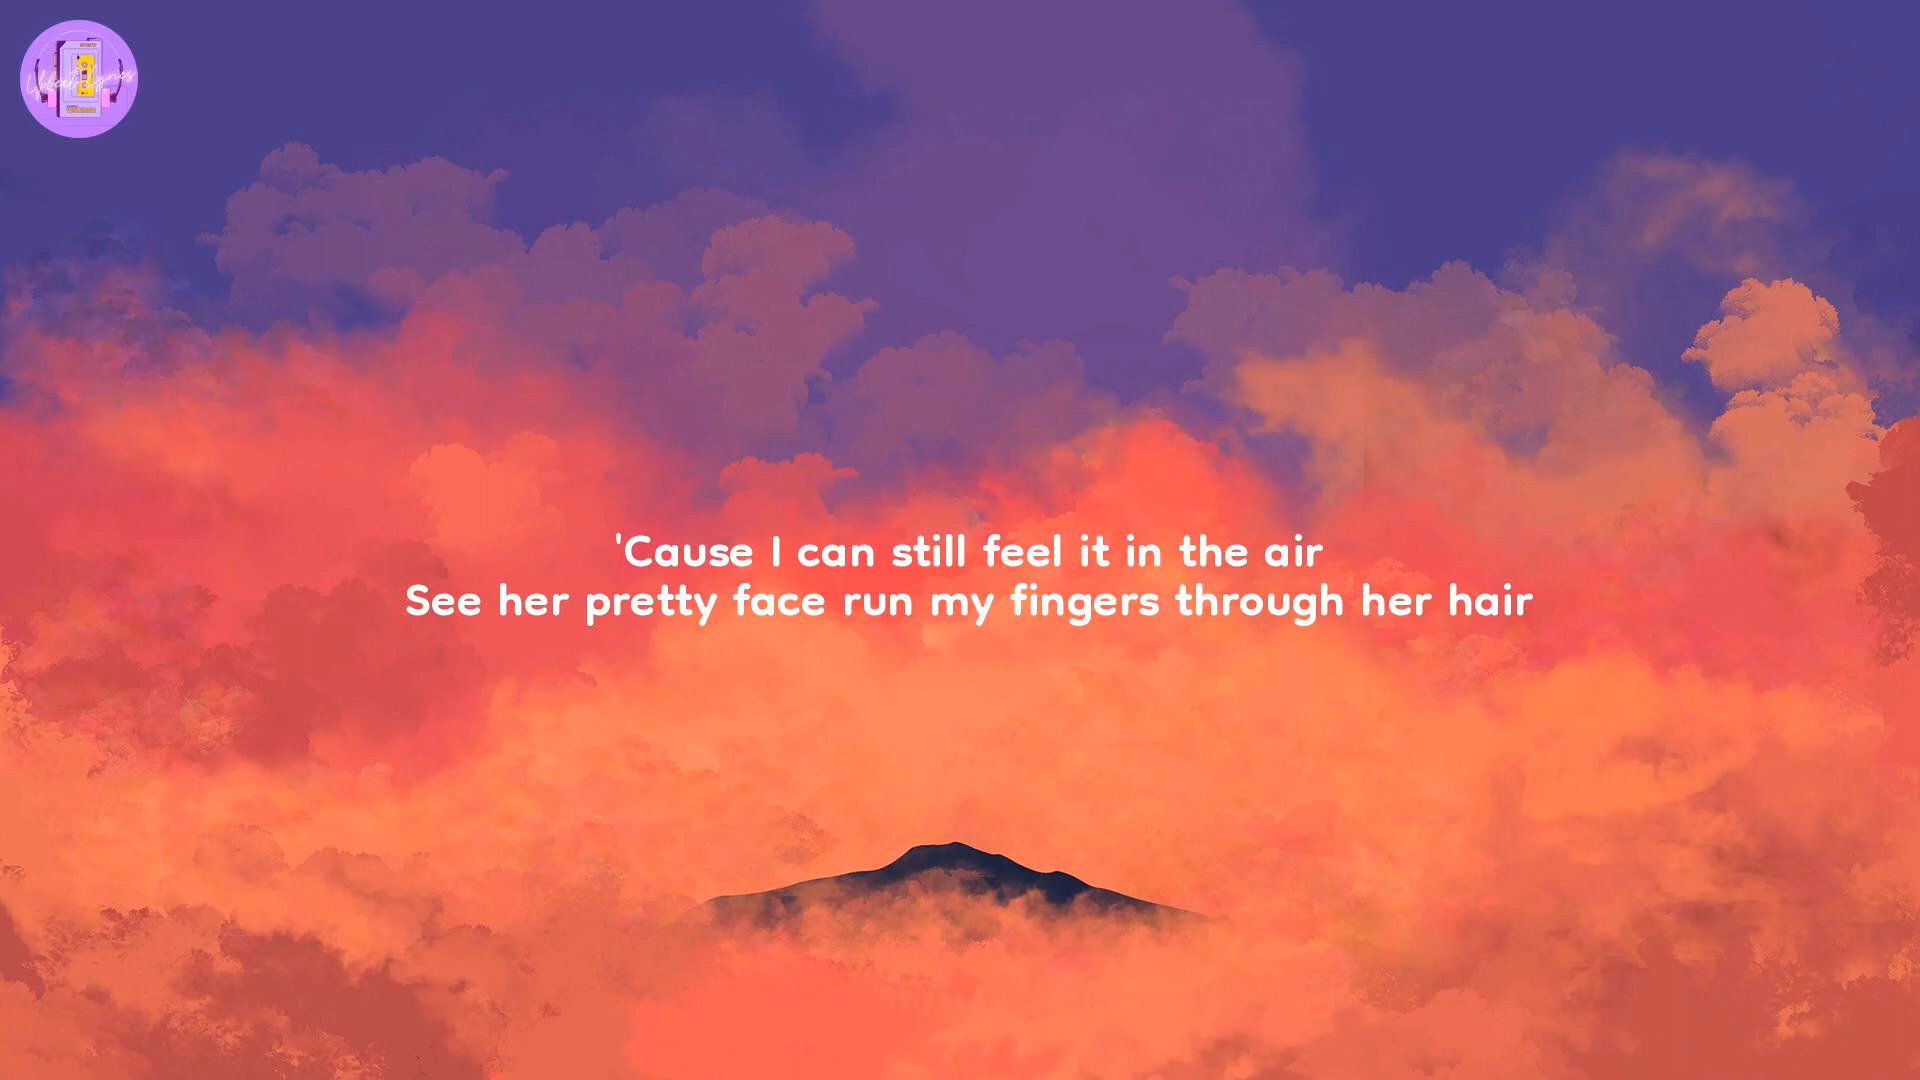 'Cause I can still feel it in the air
See her pretty face run my fingers through her hair